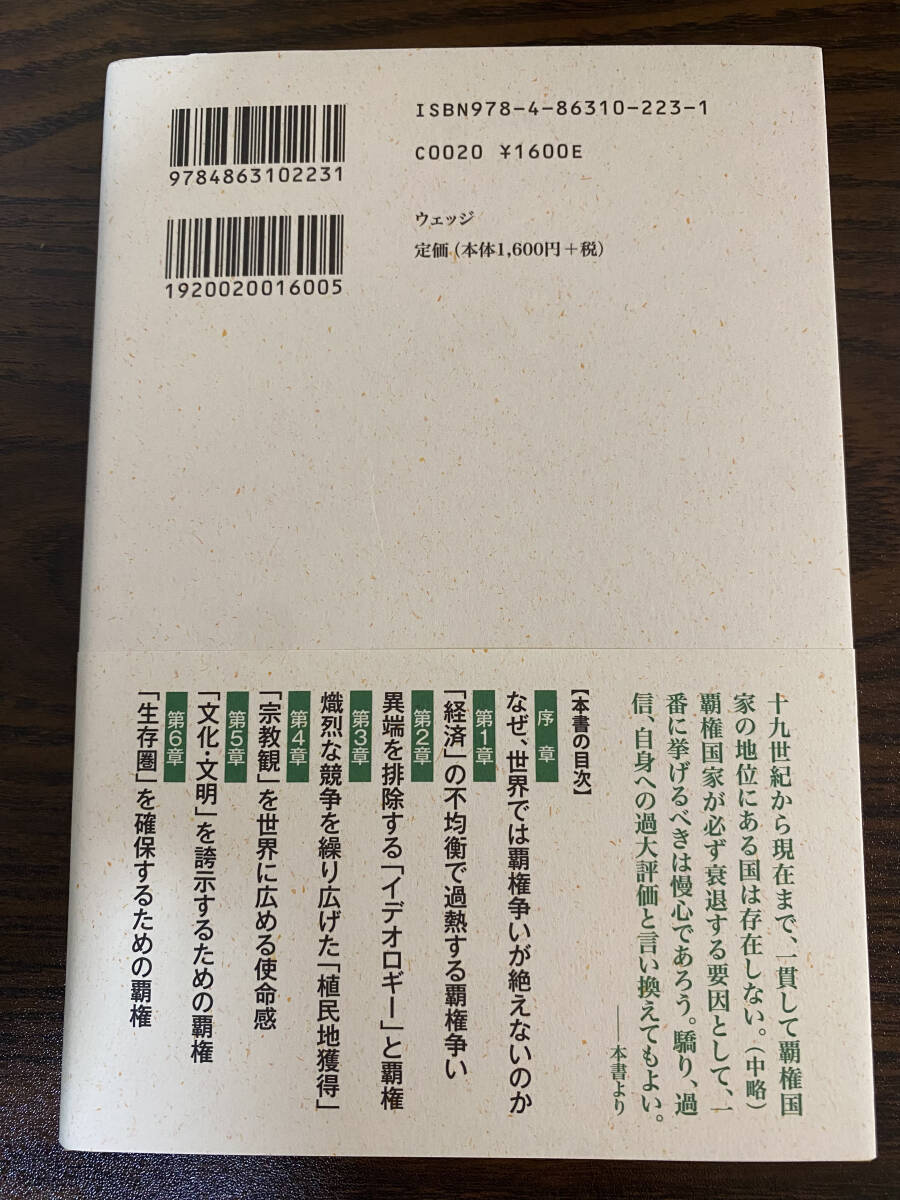 ISBN978-4-86310-223-1
C0020 ¥1600E
9784863102231
ウェッジ
定価（本体1,600円＋税）
1920020016005
十九世紀から現在まで、一貫して覇権国
家の地位にある国は存在しない。（中略）
覇権国家が必ず衰退する要因として、一
番に挙げるべきは慢心であろう。驕り、過
信、自身への過大評価と言い換えてもよい。
――本書より
【本書の目次】
序　章
なぜ、世界では覇権争いが絶えないのか
第1章
「経済」の不均衡で過熱する覇権争い
第2章
異端を排除する「イデオロギー」と覇権
第3章
熾烈な競争を繰り広げた「植民地獲得」
第4章
「宗教観」を世界に広める使命感
第5章
「文化・文明」を誇示するための覇権
第6章
「生存圏」を確保するための覇権